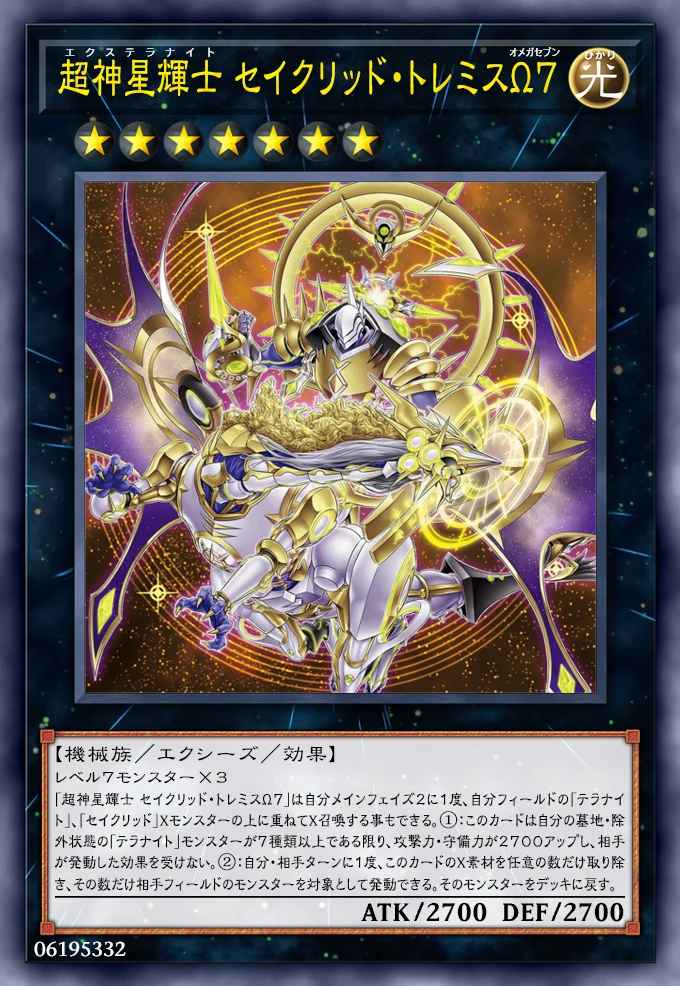 エクステラナイト オメガセブン
超神星輝士 セイクリッド・トレミスΩ7
ひかり
光
【機械族／エクシーズ／効果】
レベル7モンスター×3
「超神星輝士 セイクリッド・トレミスΩ7」は自分メインフェイズ2に1度、自分フィールドの「テラナイ
ト」、「セイクリッド」Xモンスターの上に重ねてX召喚する事もできる。①：このカードは自分の墓地・除
外状態の「テラナイト」モンスターが7種類以上である限り、攻撃力・守備力が2700アップし、相手
が発動した効果を受けない。②：自分・相手ターンに1度、このカードのX素材を任意の数だけ取り除
き、その数だけ相手フィールドのモンスターを対象として発動できる。そのモンスターをデッキに戻す。
ATK/2700 DEF/2700
06195332